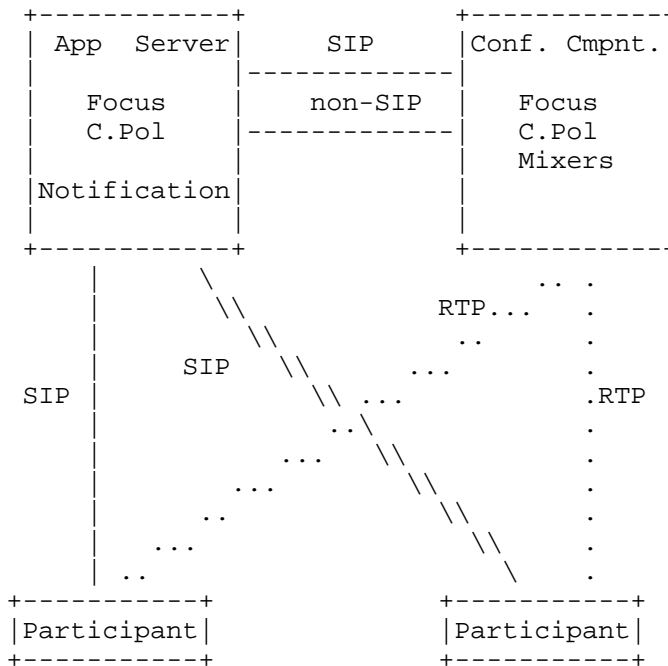 App Server SIP Conf. Cmpnt.
Focus non-SIP Focus
C.Pol C.Pol
Mixers
Notification
RTP
SIP
SIP RTP
Participant Participant